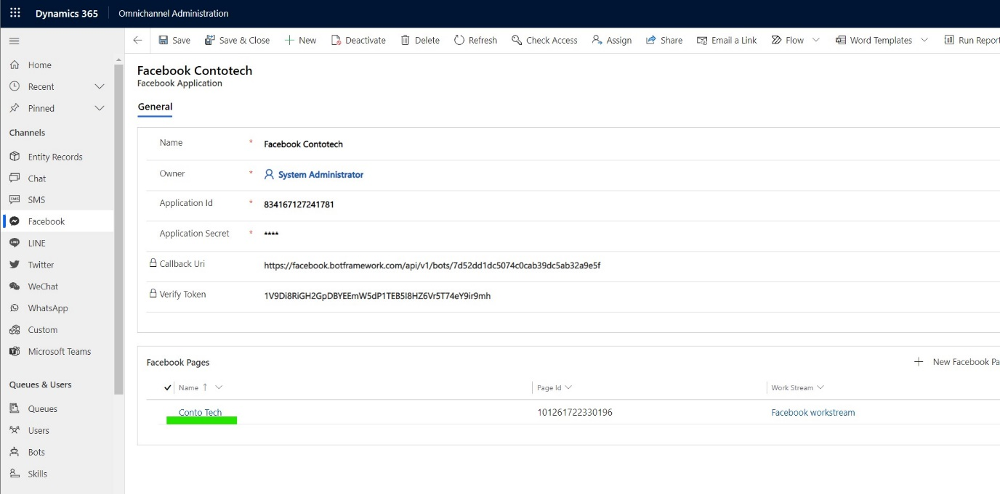 Dynamics 365 Omnichannel Administration
Save Save & Close New Deactivate Delete Refresh Check Access Assign Share Email a Link Flow Word Templates Run Report
Home
Recent
Pinned
Channels
Entity Records
Chat
SMS
Facebook
LINE
Twitter
WeChat
WhatsApp
Custom
Microsoft Teams
Queues & Users
Queues
Users
Bots
Skills
Facebook Contotech
Facebook Application
General
Name * Facebook Contotech
Owner * System Administrator
Application Id * 834167127241781
Application Secret * ****
Callback Uri https://facebook.botframework.com/api/v1/bots/7d52dd1dc5074c0cab39dc5ab32a9e5f
Verify Token 1V9Di8RiGH2GpDBYEEmW5dP1TEB5I8HZ6Vr5T74eY9ir9mh
Facebook Pages New Facebook Pa
Name Page Id Work Stream
Conto Tech 101261722330196 Facebook workstream